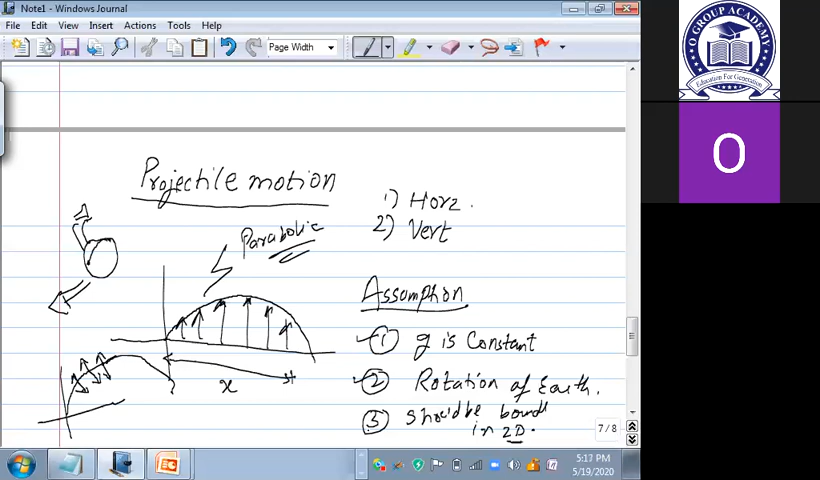 Note1 - Windows Journal
File Edit View Insert Actions Tools Help
Page Width
Projectile motion
1) Horz.
2) Vert
Parabolic
Assumption
1 g is Constant
2 Rotation of Earth.
3 should be bound
in 2D.
x
7 / 8
5:17 PM
5/19/2020
O GROUP ACADEMY
Education For Generation
O